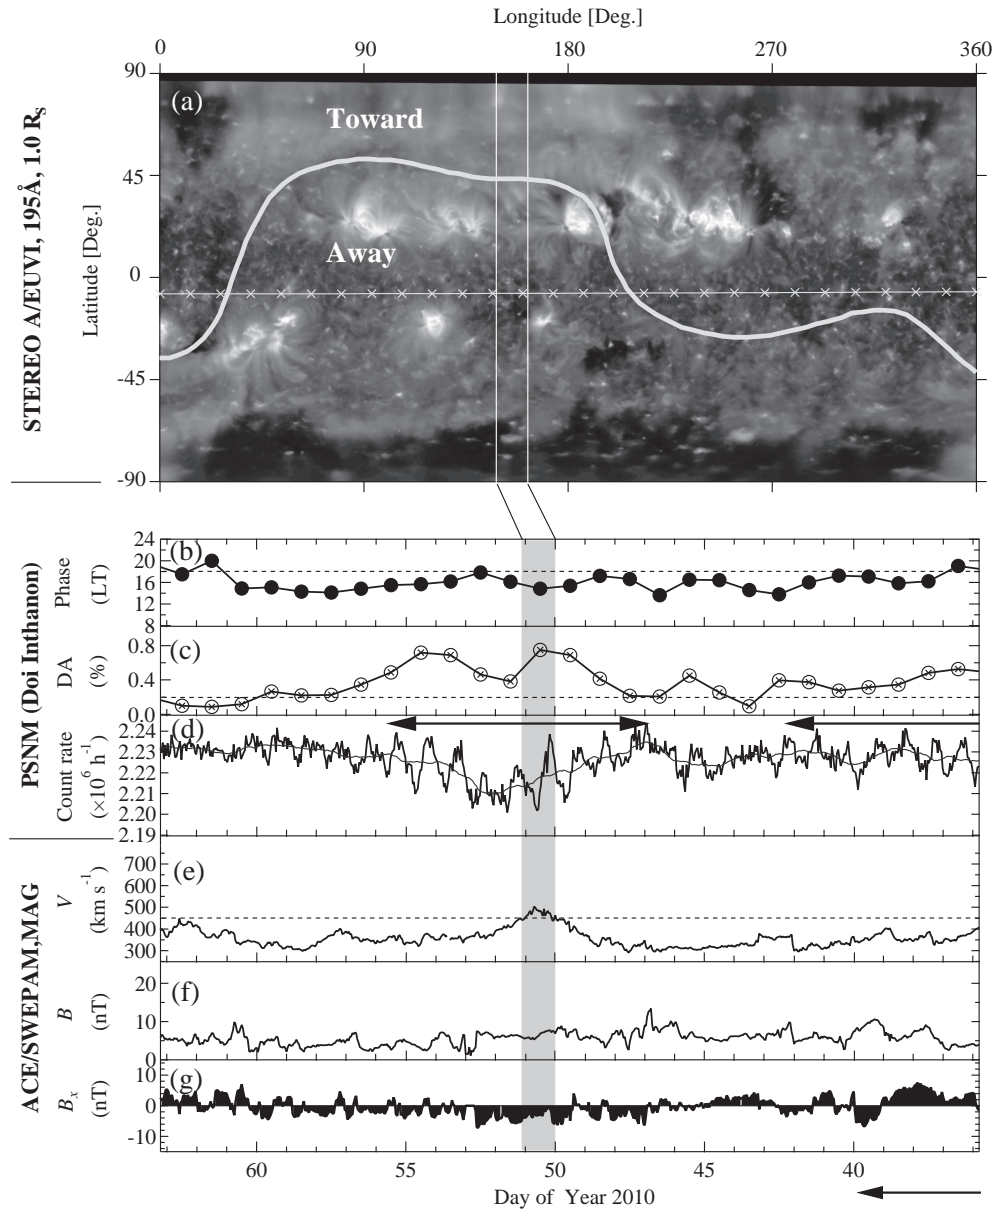 Longitude [Deg.]
0 90 180 270 360
STEREO A/EUVI, 195Å, 1.0 Rs
Latitude [Deg.]
90
45
0
-45
-90
(a)
Toward
Away
PSNM (Doi Inthanon)
Phase
(LT)
24
20
16
12
8
(b)
DA
(%)
0.8
0.4
0.0
(c)
Count rate
(×10⁶ h⁻¹)
2.24
2.23
2.22
2.21
2.20
2.19
(d)
ACE/SWEPAM,MAG
V
(km s⁻¹)
700
600
500
400
300
(e)
B
(nT)
20
10
0
(f)
Bx
(nT)
10
0
-10
(g)
60 55 50 45 40
Day of Year 2010